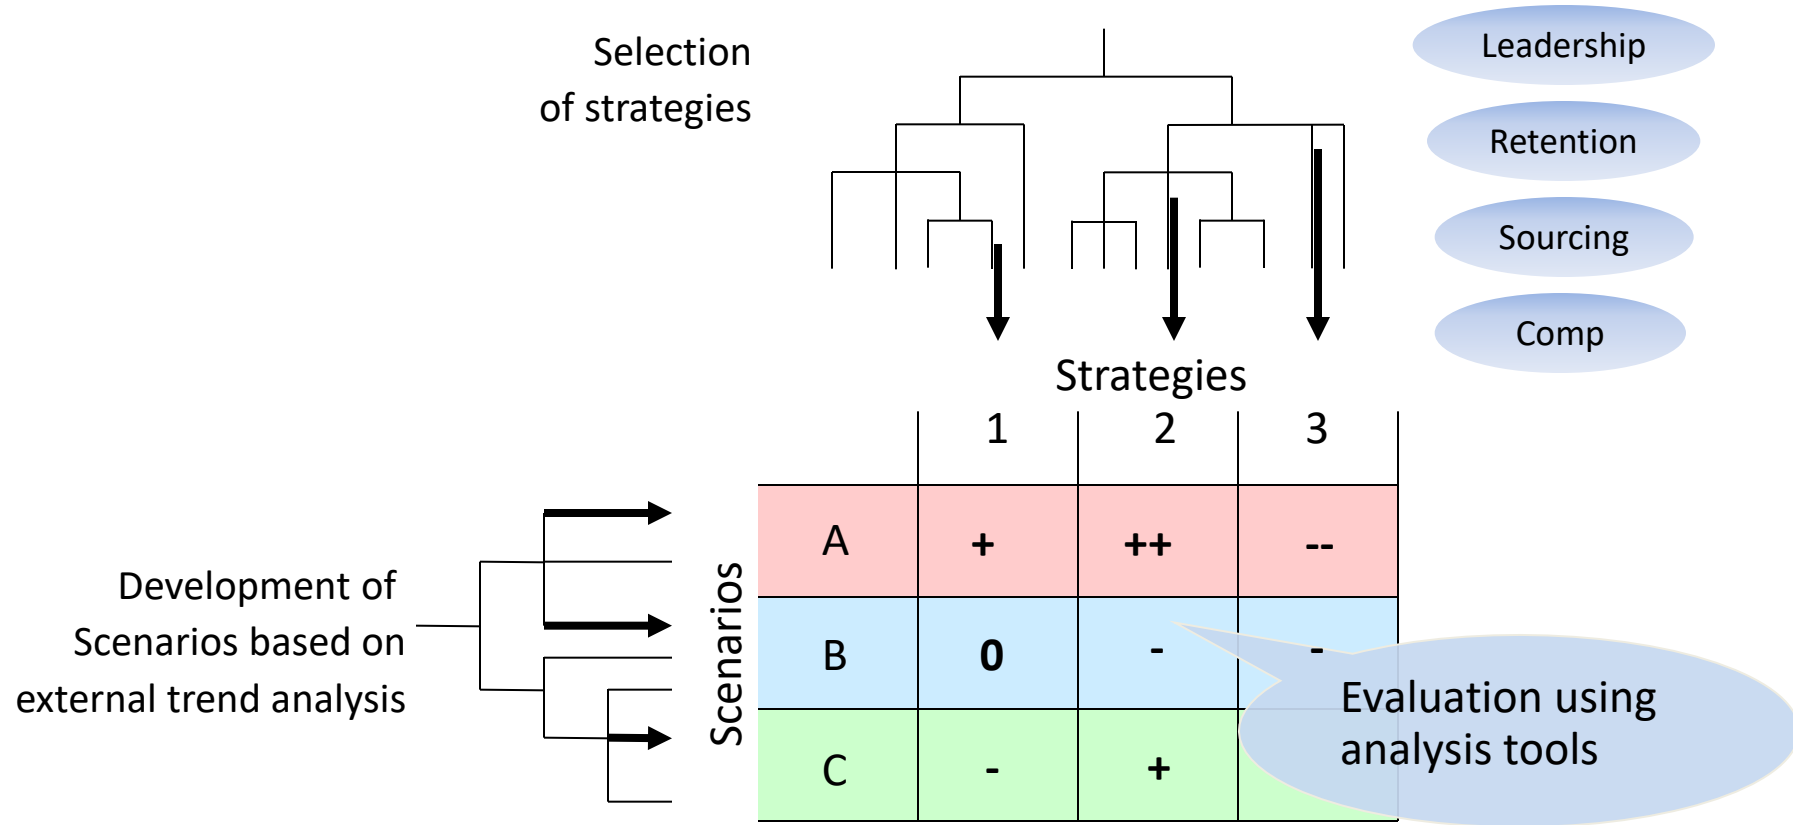 Selection
of strategies
Leadership
Retention
Sourcing
Comp
Strategies
1 2 3
Development of
Scenarios based on
external trend analysis
Scenarios
A + ++ --
B 0 - -
C - +
Evaluation using
analysis tools